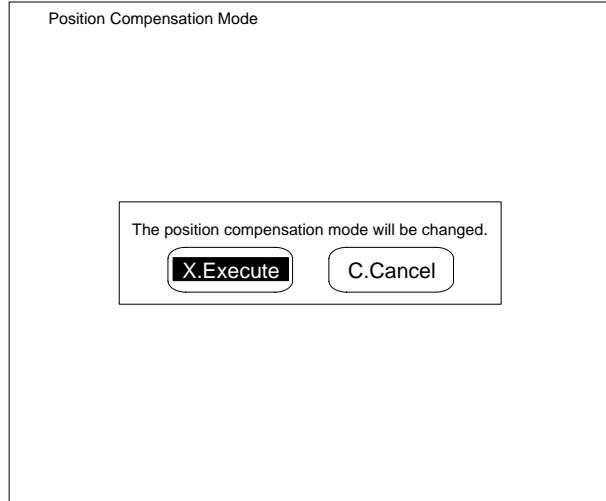 Position Compensation Mode
The position compensation mode will be changed.
X.Execute C.Cancel